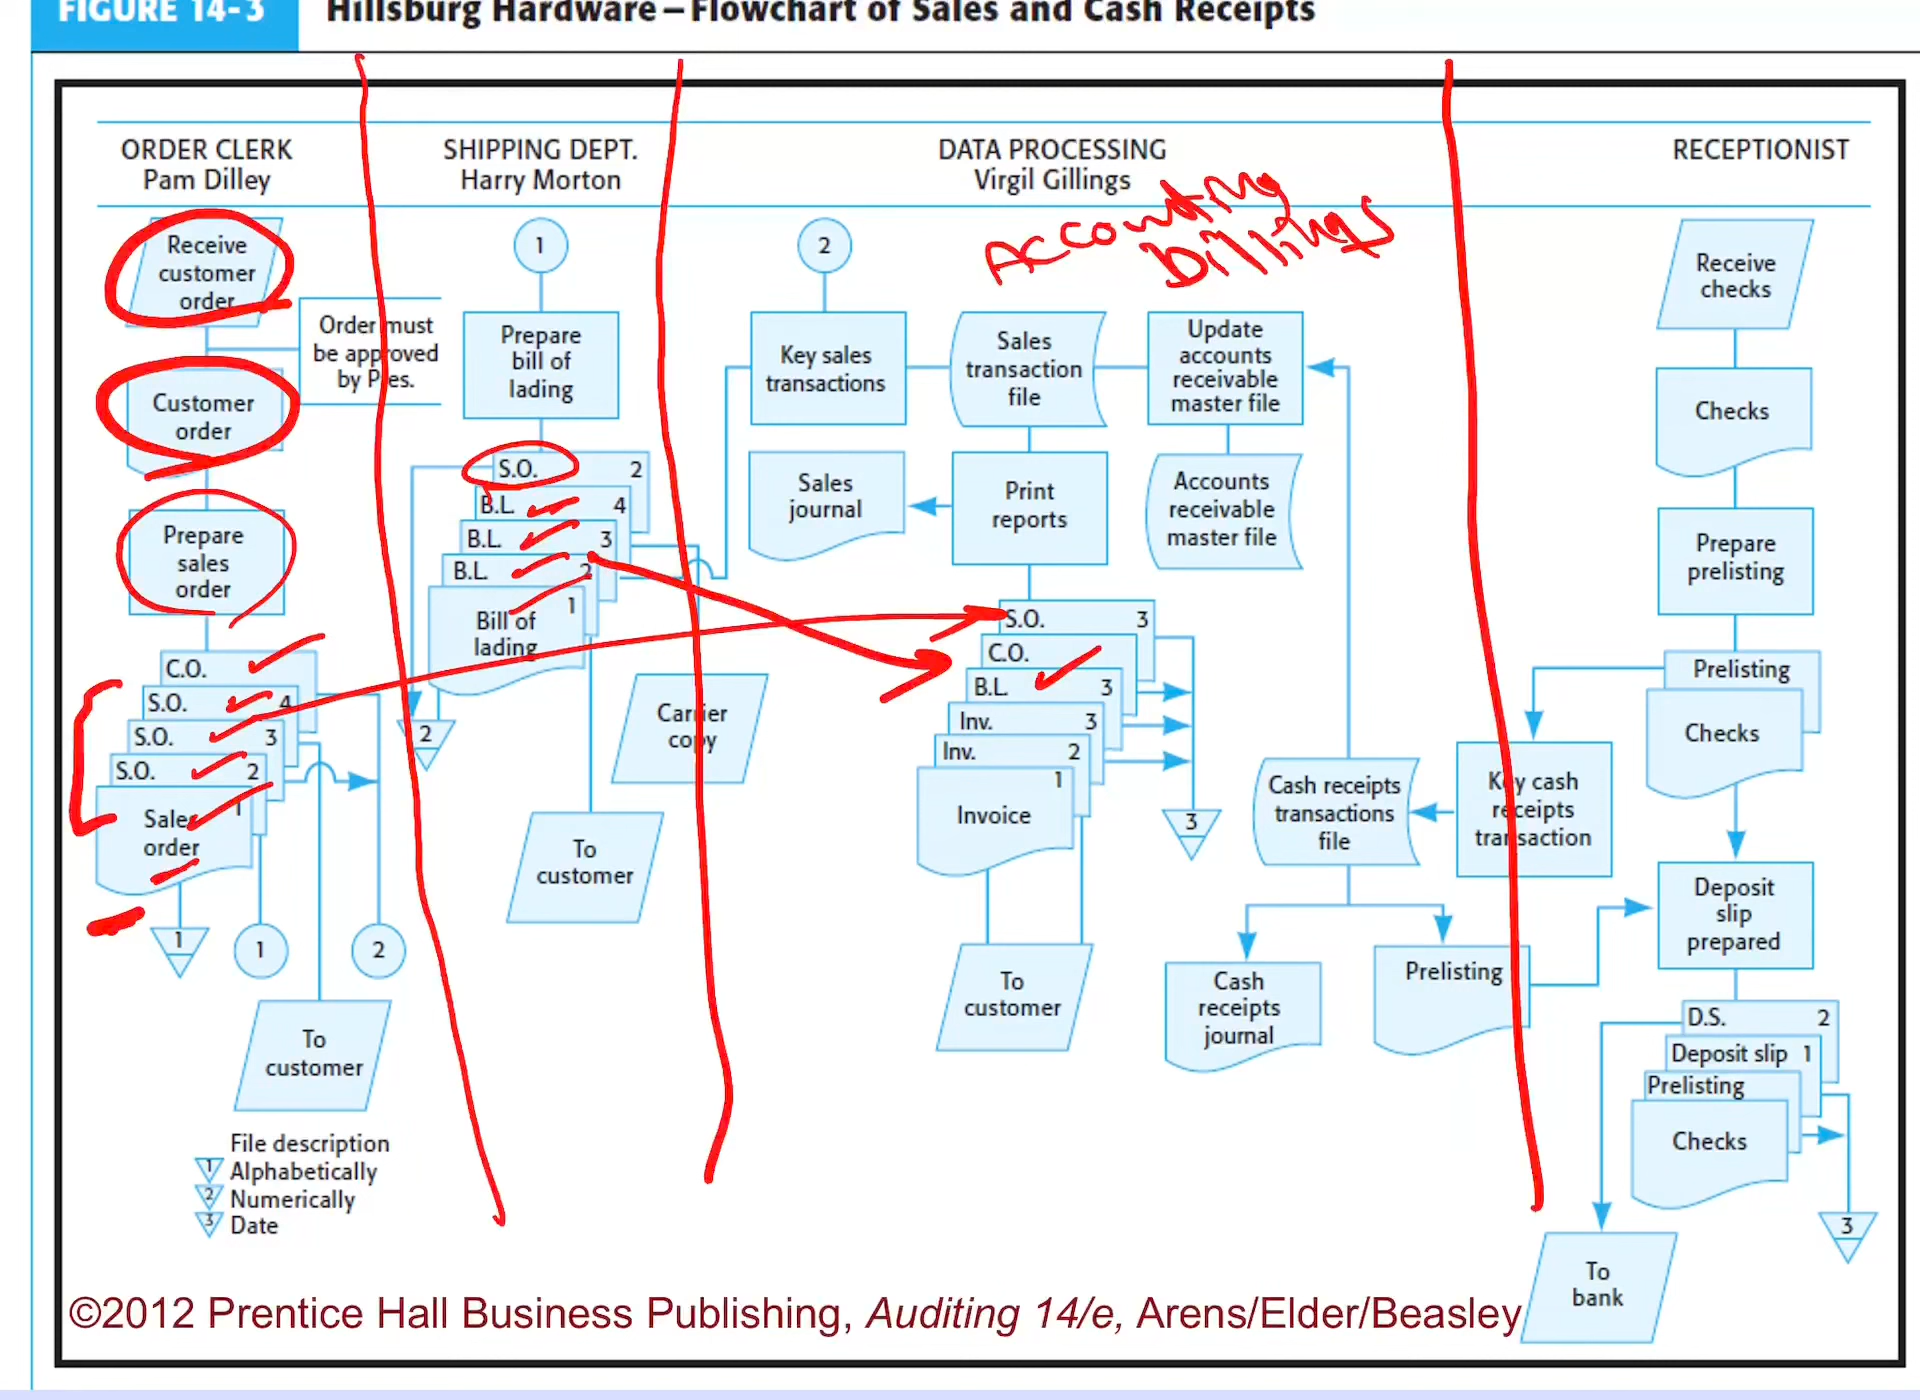 FIGURE 14-3
Hillsburg Hardware – Flowchart of Sales and Cash Receipts
ORDER CLERK
Pam Dilley
SHIPPING DEPT.
Harry Morton
DATA PROCESSING
Virgil Gillings
RECEPTIONIST
Accounting
billings
Receive
customer
order
Order must
be approved
by Pres.
Customer
order
Prepare
sales
order
C.O.
S.O. 4
S.O. 3
S.O. 2
1
Sales
order
1
1
2
To
customer
File description
1 Alphabetically
2 Numerically
3 Date
1
Prepare
bill of
lading
S.O. 2
B.L. 4
B.L. 3
B.L. 2
1
Bill of
lading
2
Carrier
copy
To
customer
2
Key sales
transactions
Sales
transaction
file
Update
accounts
receivable
master file
Sales
journal
Print
reports
Accounts
receivable
master file
S.O. 3
C.O.
B.L. 3
Inv. 3
Inv. 2
1
Invoice
3
To
customer
Cash receipts
transactions
file
Key cash
receipts
transaction
Cash
receipts
journal
Prelisting
Receive
checks
Checks
Prepare
prelisting
Prelisting
Checks
Deposit
slip
prepared
D.S. 2
Deposit slip 1
Prelisting
Checks
3
To
bank
©2012 Prentice Hall Business Publishing, Auditing 14/e, Arens/Elder/Beasley